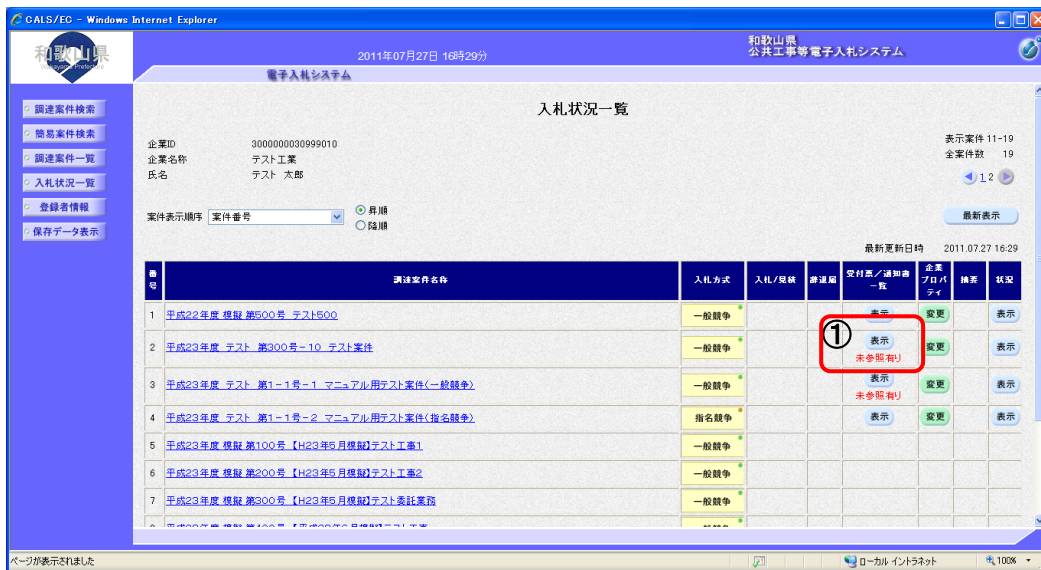 CALS/EC - Windows Internet Explorer
和歌山県
Wakayama Prefecture
2011年07月27日 16時29分
和歌山県
公共工事等電子入札システム
電子入札システム
調達案件検索
簡易案件検索
調達案件一覧
入札状況一覧
登録者情報
保存データ表示
入札状況一覧
企業ID 3000000030999010
企業名称 テスト工業
氏名 テスト 太郎
表示案件 11-19
全案件数 19
1 2
案件表示順序 案件番号
昇順
降順
最新表示
最新更新日時 2011.07.27 16:29
番号 調達案件名称 入札方式 入札/見積 辞退届 受付票/通知書一覧 企業プロパティ 摘要 状況
1 平成22年度 模擬 第500号 テスト500 一般競争 表示 変更 表示
①
2 平成23年度 テスト 第300号-10 テスト案件 一般競争 表示 未参照有り 変更 表示
3 平成23年度 テスト 第1-1号-1 マニュアル用テスト案件(一般競争) 一般競争 表示 未参照有り 変更 表示
4 平成23年度 テスト 第1-1号-2 マニュアル用テスト案件(指名競争) 指名競争 表示 変更 表示
5 平成23年度 模擬 第100号 【H23年5月模擬】テスト工事1 一般競争
6 平成23年度 模擬 第200号 【H23年5月模擬】テスト工事2 一般競争
7 平成23年度 模擬 第300号 【H23年5月模擬】テスト委託業務 一般競争
ページが表示されました
ローカル イントラネット
100%